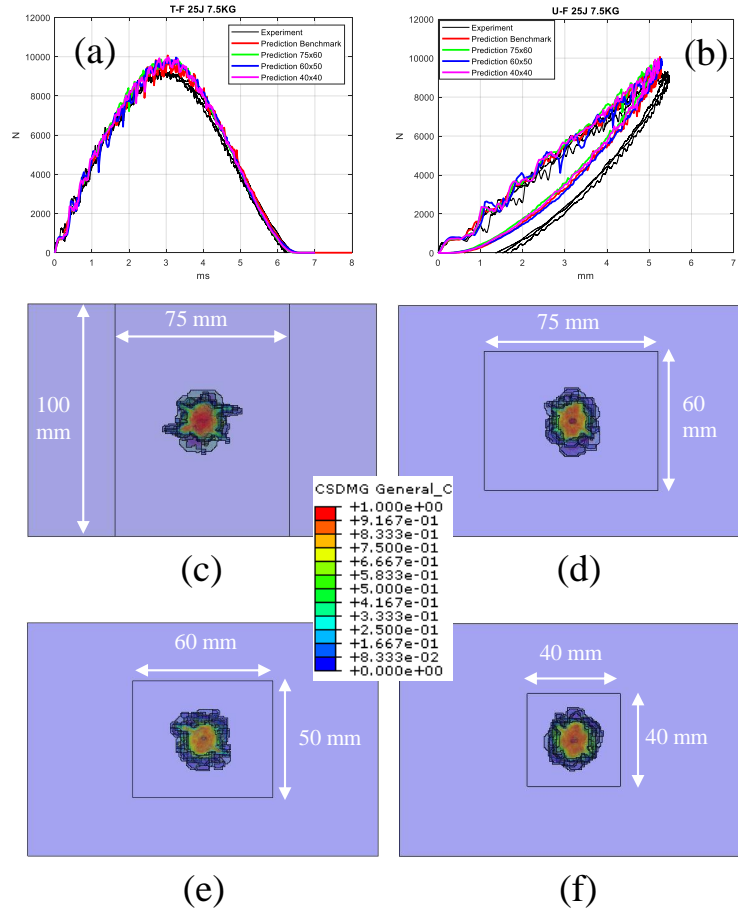 T-F 25J 7.5KG
(a)
Experiment
Prediction Benchmark
Prediction 75x60
Prediction 60x50
Prediction 40x40
12000
10000
8000
6000
4000
2000
0
N
0 1 2 3 4 5 6 7 8
ms
U-F 25J 7.5KG
(b)
Experiment
Prediction Benchmark
Prediction 75x60
Prediction 60x50
Prediction 40x40
12000
10000
8000
6000
4000
2000
0
N
0 1 2 3 4 5 6 7
mm
75 mm
100
mm
(c)
75 mm
60
mm
(d)
CSDMG General_C
+1.000e+00
+9.167e-01
+8.333e-01
+7.500e-01
+6.667e-01
+5.833e-01
+5.000e-01
+4.167e-01
+3.333e-01
+2.500e-01
+1.667e-01
+8.333e-02
+0.000e+00
60 mm
50 mm
(e)
40 mm
40 mm
(f)